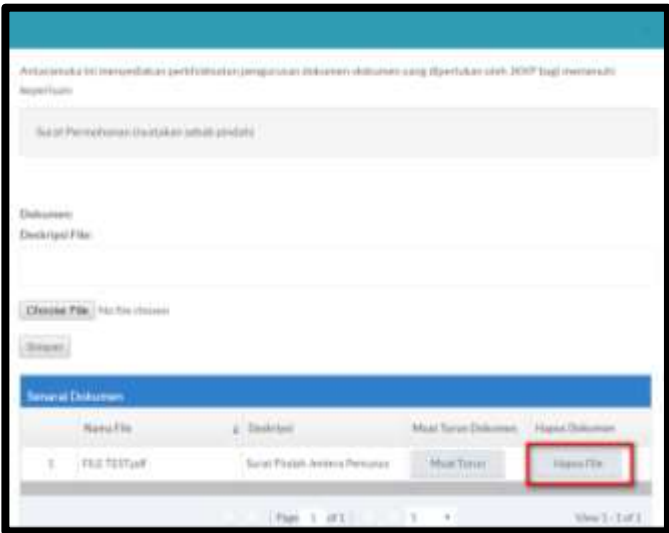 Antaramuka ini menyediakan perkhidmatan pengurusan dokumen-dokumen yang diperlukan oleh JKKP bagi memenuhi
keperluan:
Surat Permohonan (nyatakan sebab pindah)
Dokumen:
Deskripsi File:
Choose File No file chosen
Simpan
Senarai Dokumen
Nama File Deskripsi Muat Turun Dokumen Hapus Dokumen
1 FILE TEST.pdf Surat Pindah Antara Muat Turun Hapus File
Page 1 of 1 5 View 1 - 1 of 1